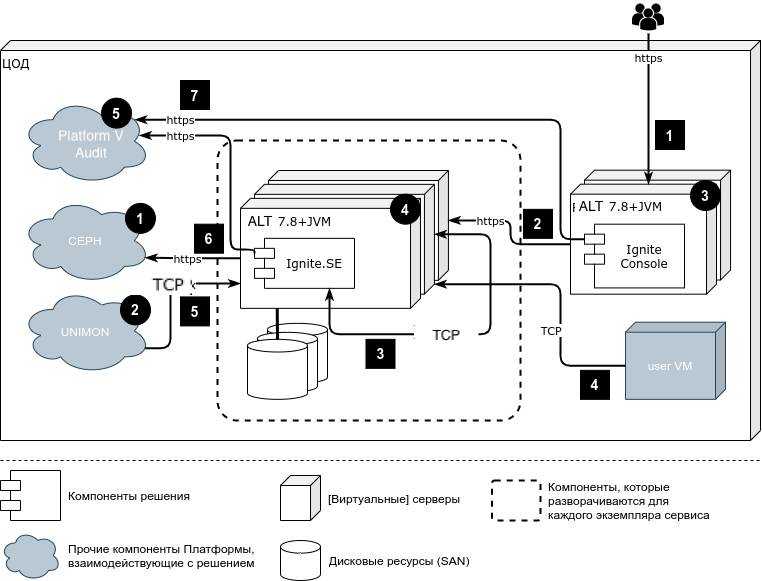 https
ЦОД
7
5
https
1
Platform V
Audit
https
3
4
ALT 7.8+JVM
1
ALT 7.8+JVM
https
2
6
CEPH
Ignite
Console
https
Ignite.SE
TCP
2
5
UNIMON
TCP
TCP
3
user VM
4
Компоненты решения
[Виртуальные] серверы
Компоненты, которые
разворачиваются для
каждого экземпляра сервиса
Прочие компоненты Платформы,
взаимодействующие с решением
Дисковые ресурсы (SAN)